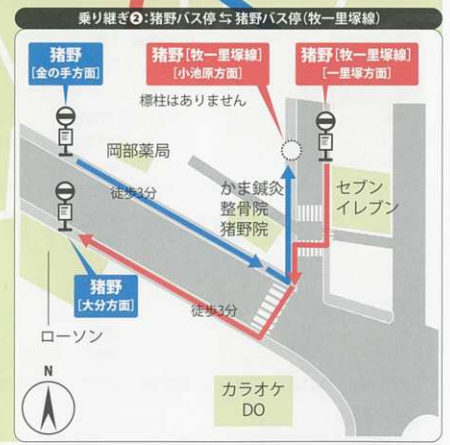 乗り継ぎ❷:猪野バス停⇆猪野バス停(牧一里塚線)
猪野
[金の手方面]
猪野[牧一里塚線]
[小池原方面]
猪野[牧一里塚線]
[一里塚方面]
標柱はありません
岡部薬局
徒歩3分
かま鍼灸
整骨院
猪野院
セブン
イレブン
猪野
[大分方面]
徒歩3分
ローソン
N
カラオケ
DO